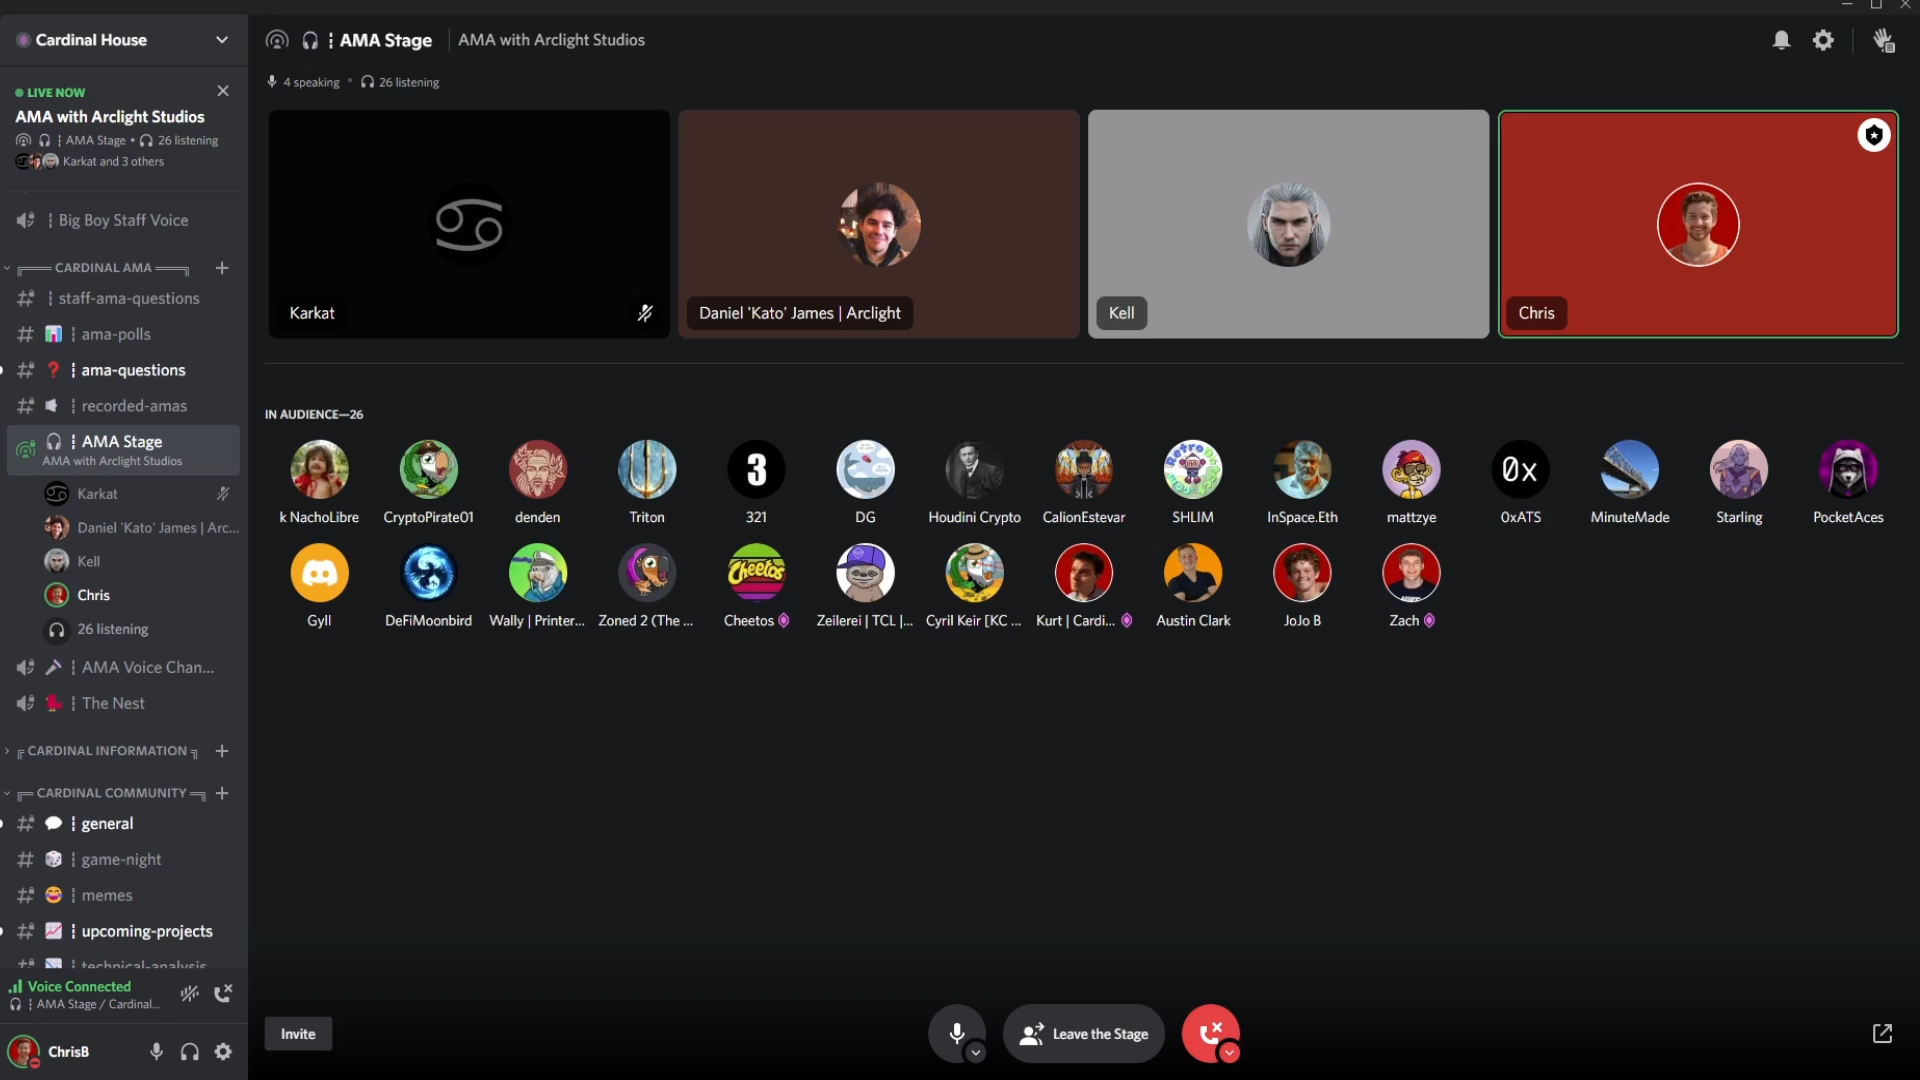 Cardinal House
LIVE NOW
AMA with Arclight Studios
AMA Stage • 26 listening
Karkat and 3 others
Big Boy Staff Voice
CARDINAL AMA
staff-ama-questions
ama-polls
ama-questions
recorded-amas
AMA Stage
AMA with Arclight Studios
Karkat
Daniel 'Kato' James | Arc...
Kell
Chris
26 listening
AMA Voice Chan...
The Nest
CARDINAL INFORMATION
CARDINAL COMMUNITY
general
game-night
memes
upcoming-projects
technical-analysis
Voice Connected
AMA Stage / Cardinal...
ChrisB
AMA Stage
AMA with Arclight Studios
4 speaking • 26 listening
Karkat
Daniel 'Kato' James | Arclight
Kell
Chris
IN AUDIENCE—26
3
0x
k NachoLibre
CryptoPirate01
denden
Triton
321
DG
Houdini Crypto
CalionEstevar
SHLIM
InSpace.Eth
mattzye
0xATS
MinuteMade
Starling
PocketAces
Cheetos
Gyll
DeFiMoonbird
Wally | Printer...
Zoned 2 (The ...
Cheetos
Zeilerei | TCL |...
Cyril Keir [KC ...
Kurt | Cardi...
Austin Clark
JoJo B
Zach
Invite
Leave the Stage